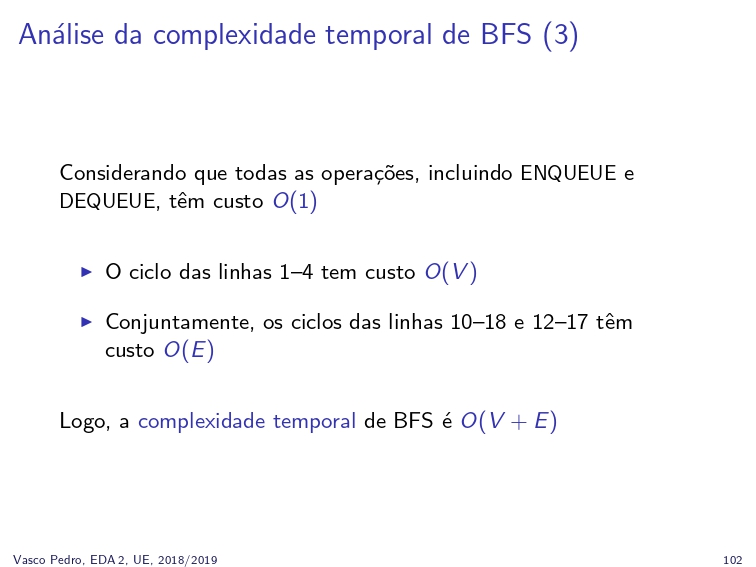 Análise da complexidade temporal de BFS (3)
Considerando que todas as operações, incluindo ENQUEUE e
DEQUEUE, têm custo O(1)
▶ O ciclo das linhas 1–4 tem custo O(V)
▶ Conjuntamente, os ciclos das linhas 10–18 e 12–17 têm
custo O(E)
Logo, a complexidade temporal de BFS é O(V + E)
Vasco Pedro, EDA 2, UE, 2018/2019 102